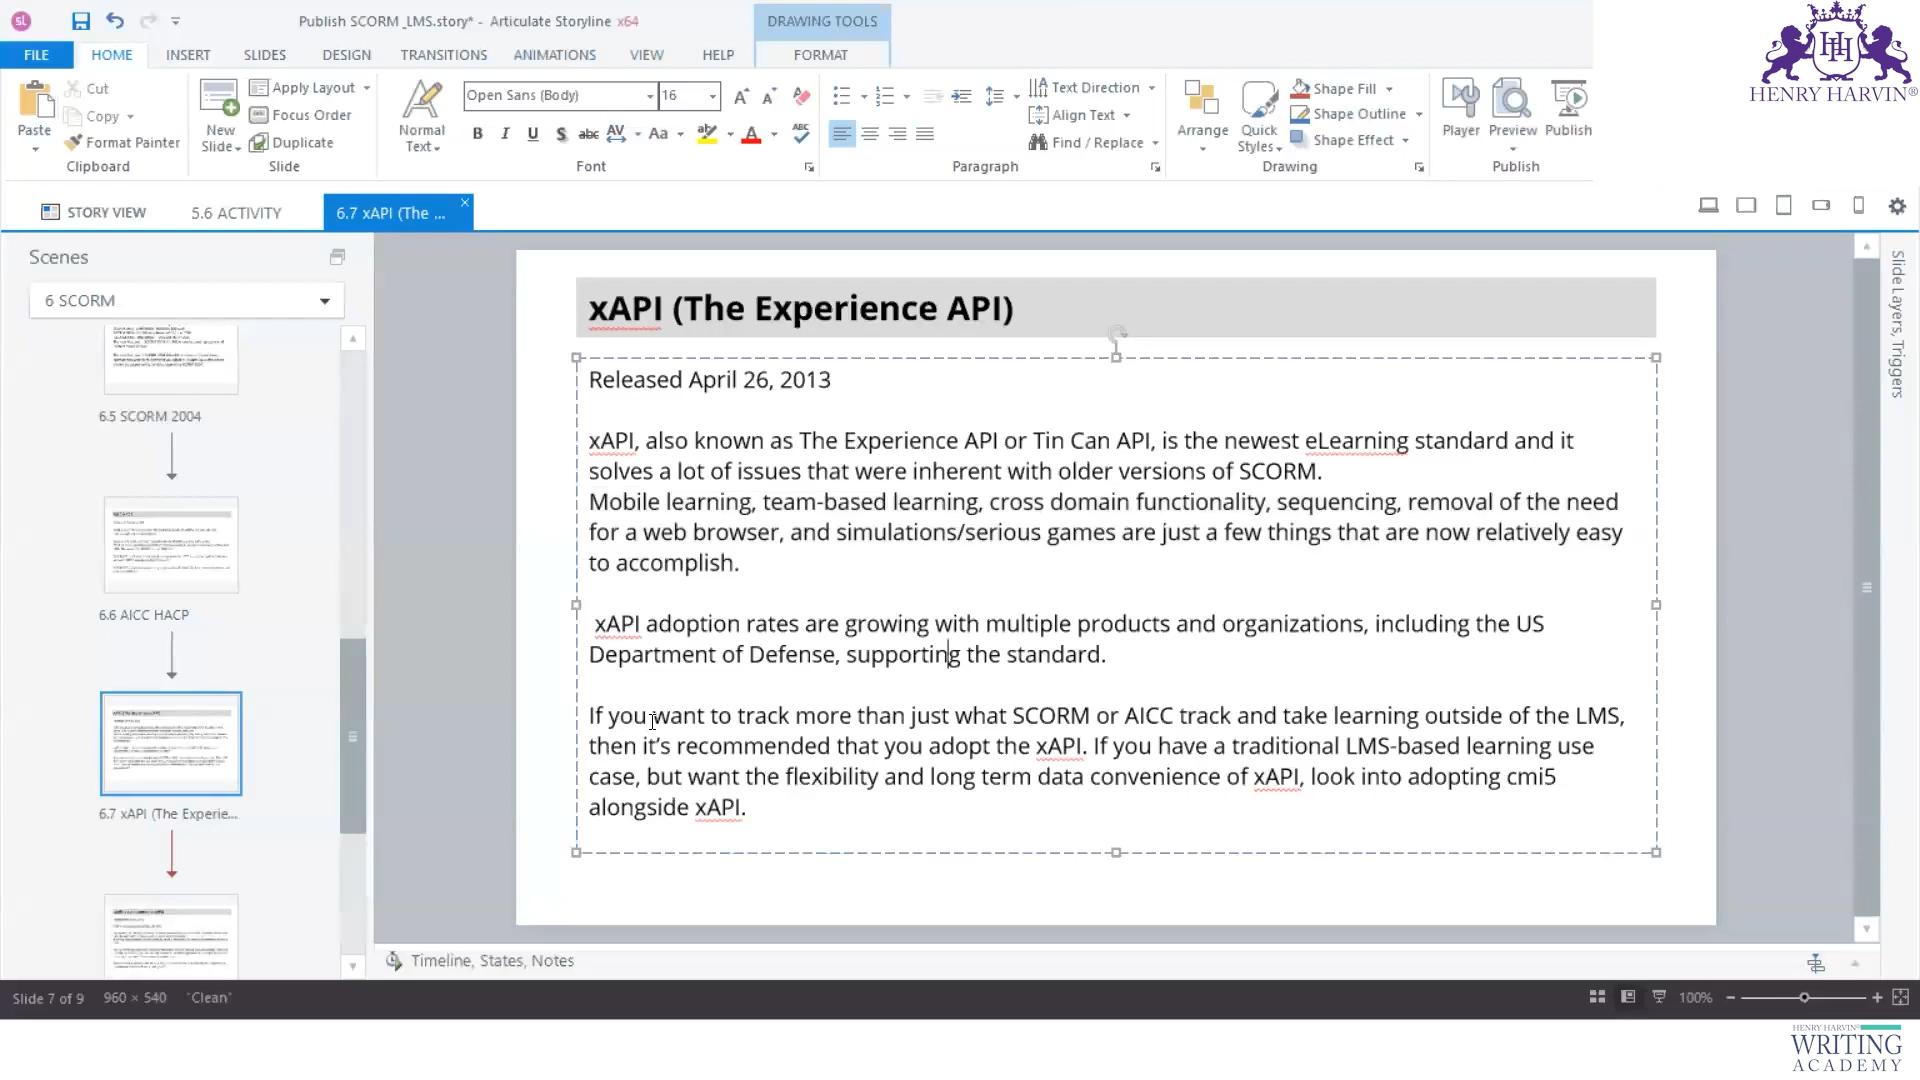 Publish SCORM _LMS.story* - Articulate Storyline x64
DRAWING TOOLS
FILE
HOME
INSERT
SLIDES
DESIGN
TRANSITIONS
ANIMATIONS
VIEW
HELP
FORMAT
HENRY HARVIN®
Paste
Cut
Copy
Format Painter
Clipboard
New
Slide
Apply Layout
Focus Order
Duplicate
Slide
Normal
Text
Open Sans (Body)
16
B I U S abc AV Aa
ABC
Font
Text Direction
Align Text
Find / Replace
Paragraph
Arrange
Quick
Styles
Shape Fill
Shape Outline
Shape Effect
Drawing
Player
Preview
Publish
Publish
STORY VIEW
5.6 ACTIVITY
6.7 xAPI (The ...
Scenes
6 SCORM
6.5 SCORM 2004
6.6 AICC HACP
6.7 xAPI (The Experie...
Slide Layers, Triggers
xAPI (The Experience API)
Released April 26, 2013
xAPI, also known as The Experience API or Tin Can API, is the newest eLearning standard and it
solves a lot of issues that were inherent with older versions of SCORM.
Mobile learning, team-based learning, cross domain functionality, sequencing, removal of the need
for a web browser, and simulations/serious games are just a few things that are now relatively easy
to accomplish.
xAPI adoption rates are growing with multiple products and organizations, including the US
Department of Defense, supporting the standard.
If you want to track more than just what SCORM or AICC track and take learning outside of the LMS,
then it’s recommended that you adopt the xAPI. If you have a traditional LMS-based learning use
case, but want the flexibility and long term data convenience of xAPI, look into adopting cmi5
alongside xAPI.
Timeline, States, Notes
Slide 7 of 9
960 × 540
"Clean"
100%
HENRY HARVIN®
WRITING
ACADEMY